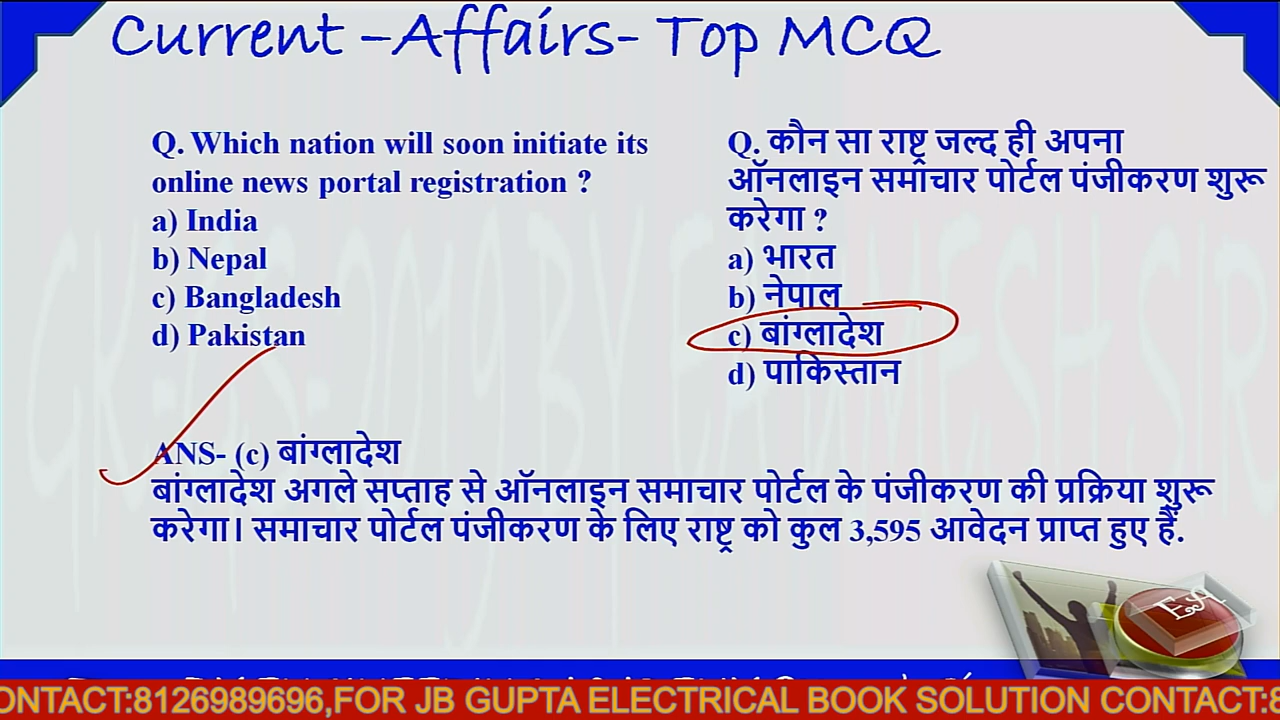 Current –Affairs- Top MCQ
Q. Which nation will soon initiate its
online news portal registration ?
a) India
b) Nepal
c) Bangladesh
d) Pakistan
Q. कौन सा राष्ट्र जल्द ही अपना
ऑनलाइन समाचार पोर्टल पंजीकरण शुरू
करेगा ?
a) भारत
b) नेपाल
c) बांग्लादेश
d) पाकिस्तान
ANS- (c) बांग्लादेश
बांग्लादेश अगले सप्ताह से ऑनलाइन समाचार पोर्टल के पंजीकरण की प्रक्रिया शुरू
करेगा। समाचार पोर्टल पंजीकरण के लिए राष्ट्र को कुल 3,595 आवेदन प्राप्त हुए हैं.
EA
ONTACT:8126989696,FOR JB GUPTA ELECTRICAL BOOK SOLUTION CONTACT:8